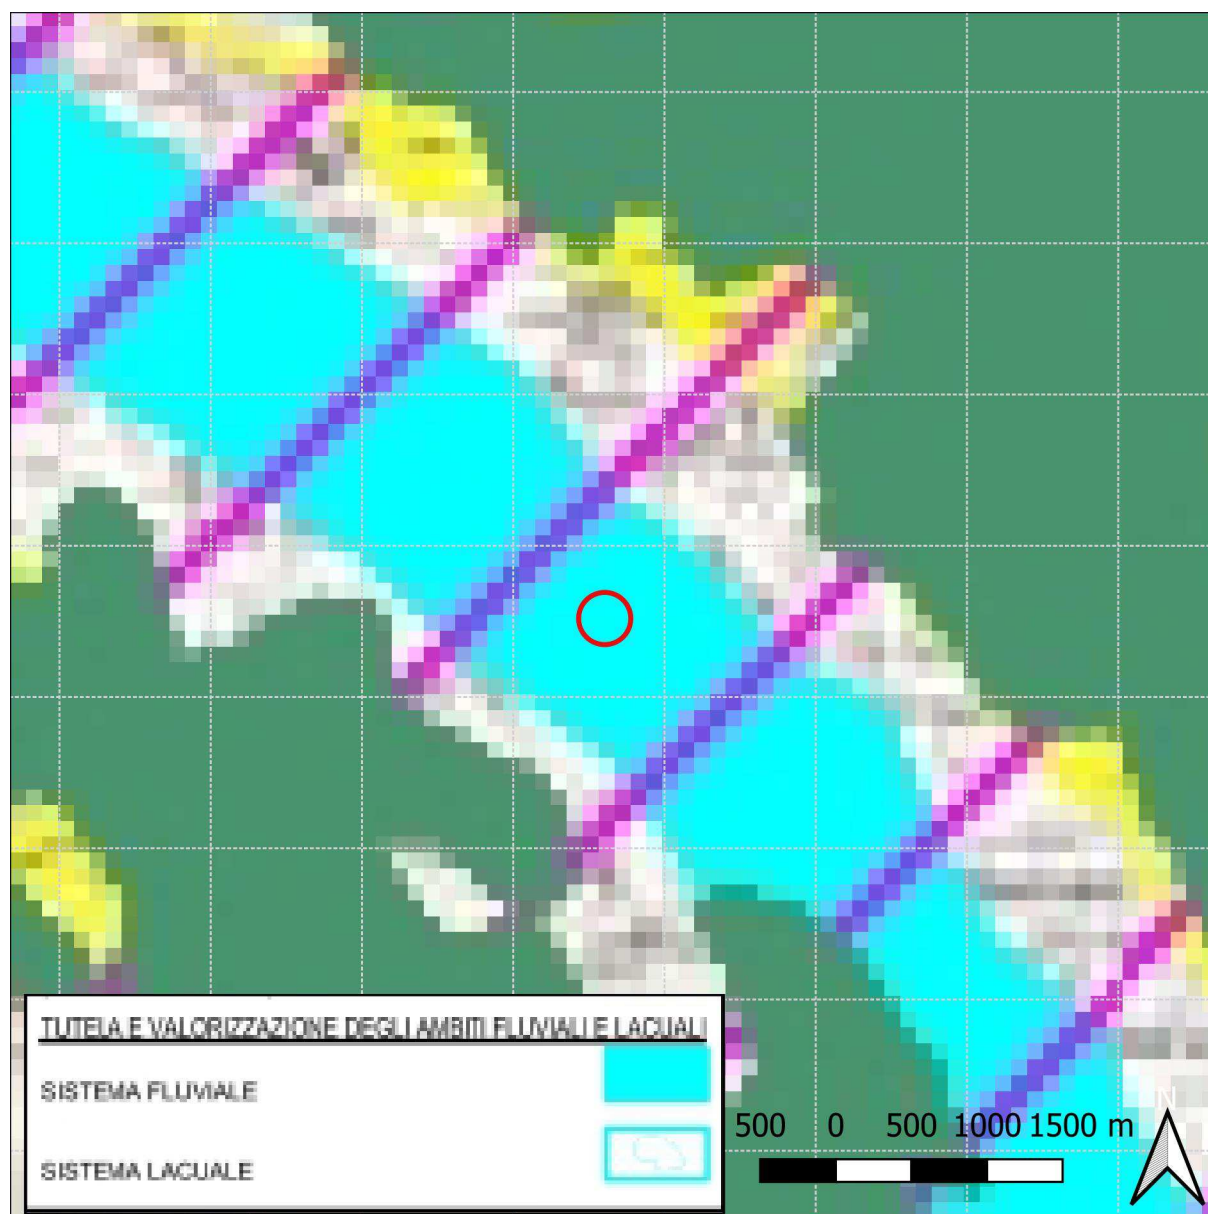 TUTELA E VALORIZZAZIONE DEGLI AMBITI FLUVIALI E LACUALI
SISTEMA FLUVIALE
SISTEMA LACUALE
500 0 500 1000 1500 m
N